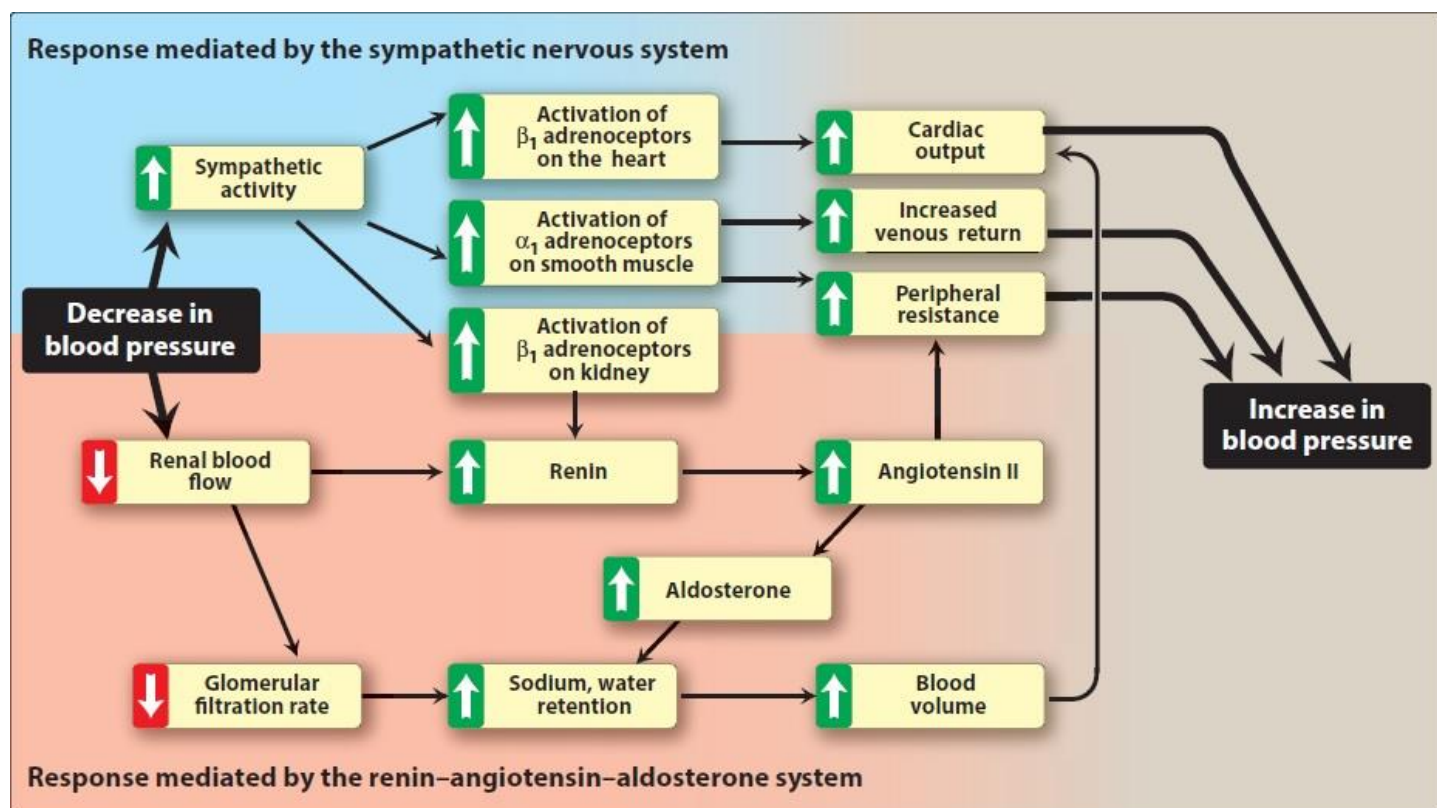 Response mediated by the sympathetic nervous system
Activation of
β1 adrenoceptors
on the heart
Cardiac
output
Sympathetic
activity
Activation of
α1 adrenoceptors
on smooth muscle
Increased
venous return
Peripheral
resistance
Decrease in
blood pressure
Activation of
β1 adrenoceptors
on kidney
Increase in
blood pressure
Renal blood
flow
Renin
Angiotensin II
Aldosterone
Glomerular
filtration rate
Sodium, water
retention
Blood
volume
Response mediated by the renin–angiotensin–aldosterone system